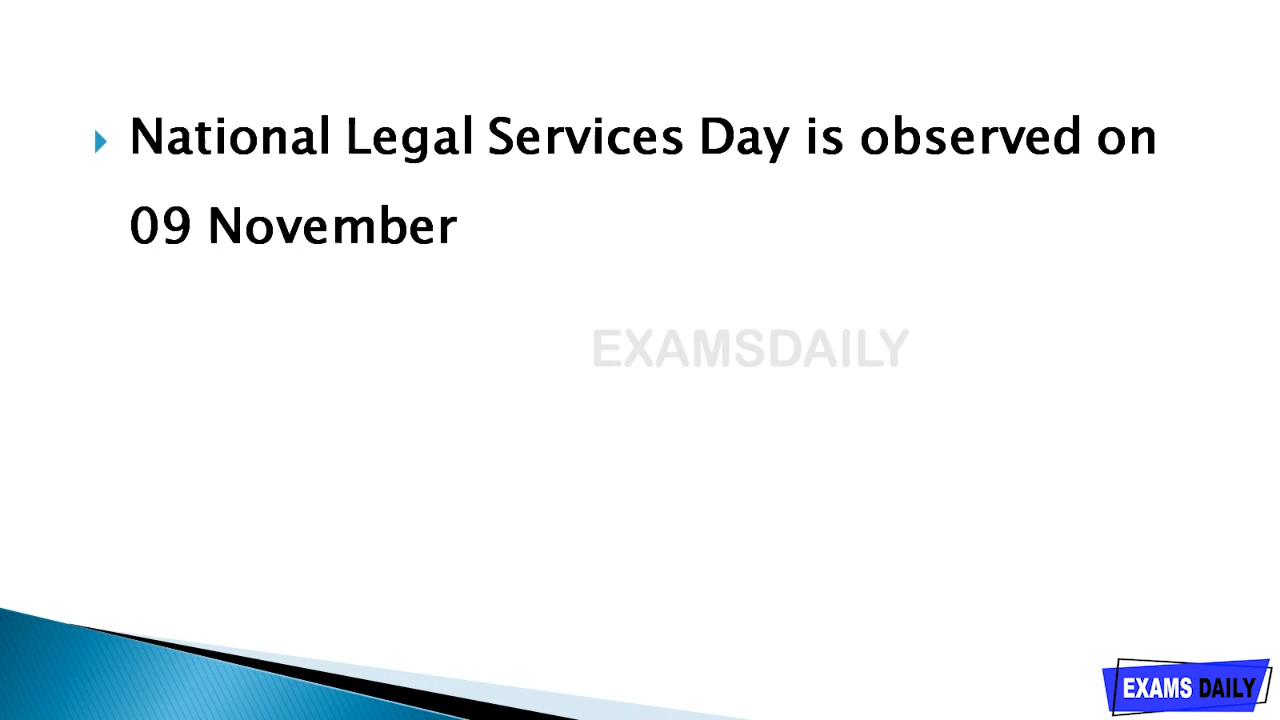 National Legal Services Day is observed on
09 November
EXAMSDAILY
EXAMS DAILY